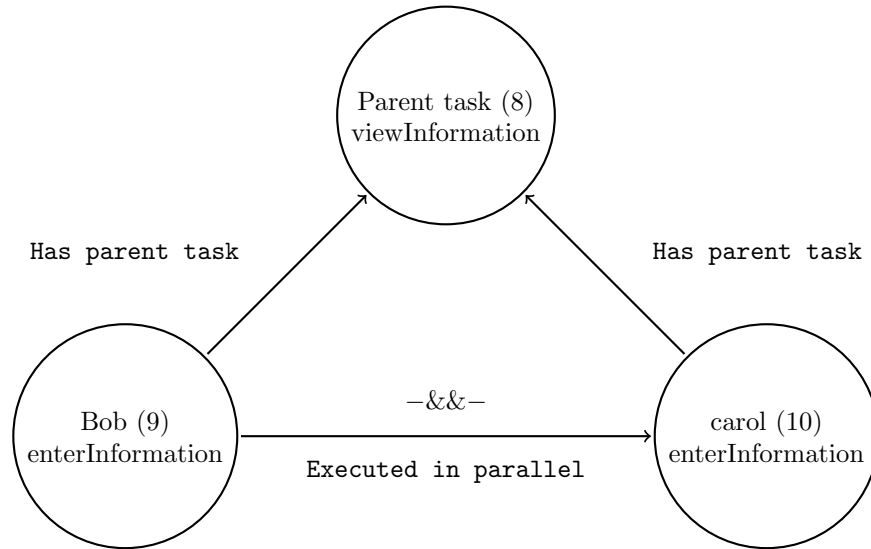 Parent task (8)
viewInformation
Has parent task
Has parent task
−&&−
Bob (9)
enterInformation
carol (10)
enterInformation
Executed in parallel